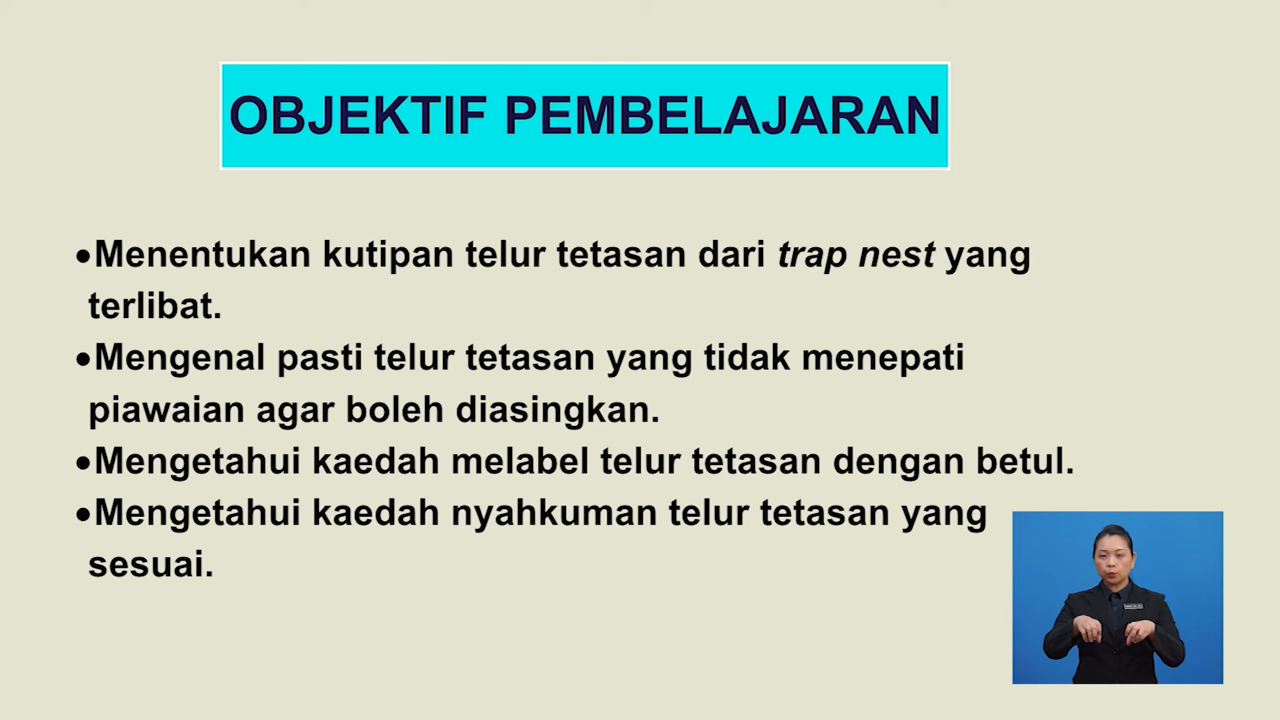 OBJEKTIF PEMBELAJARAN
•Menentukan kutipan telur tetasan dari trap nest yang
terlibat.
•Mengenal pasti telur tetasan yang tidak menepati
piawaian agar boleh diasingkan.
•Mengetahui kaedah melabel telur tetasan dengan betul.
•Mengetahui kaedah nyahkuman telur tetasan yang
sesuai.